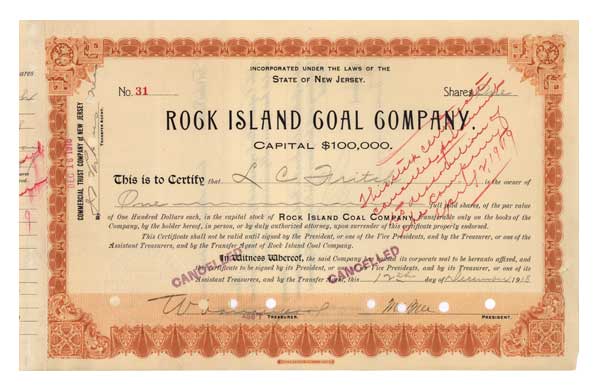 INCORPORATED UNDER THE LAWS OF THE
STATE OF NEW JERSEY.
No. 31
Shares One
ROCK ISLAND COAL COMPANY.
CAPITAL $100,000.
This is to Certify that L C Fritch is the owner of
One full paid shares, of the par value
of One Hundred Dollars each, in the capital stock of ROCK ISLAND COAL COMPANY, transferable only on the books of the
Company, by the holder hereof, in person, or by duly authorized attorney, upon surrender of this certificate properly endorsed.
This Certificate shall not be valid until signed by the President, or one of the Vice Presidents, and by the Treasurer, or one of the
Assistant Treasurers, and by the Transfer Agent of Rock Island Coal Company.
In Witness Whereof, the said Company has caused its corporate seal to be hereunto affixed, and
this Certificate to be signed by its President, or one of its Vice Presidents, and by its Treasurer, or one of its
Assistant Treasurers, and by the Transfer Agent, this 12th day of December 1916
CANCELLED
CANCELLED
TREASURER.
PRESIDENT.
COMMERCIAL TRUST COMPANY of NEW JERSEY
TRANSFER AGENT.
By
This stock certificate